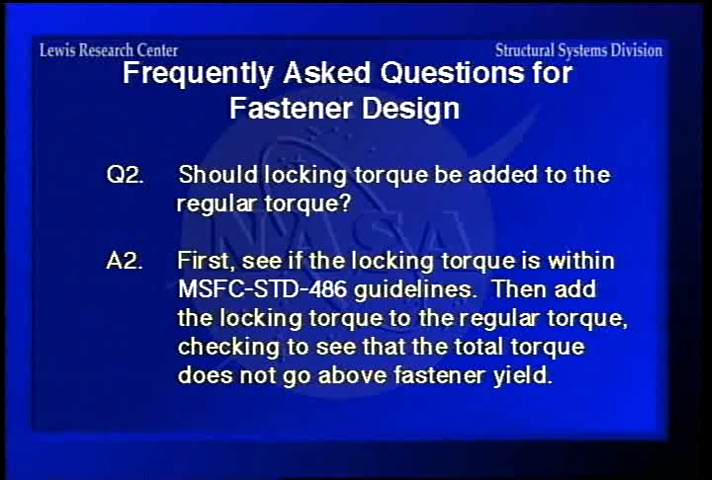 Lewis Research Center
Structural Systems Division
Frequently Asked Questions for
Fastener Design
Q2. Should locking torque be added to the
regular torque?
A2. First, see if the locking torque is within
MSFC-STD-486 guidelines. Then add
the locking torque to the regular torque,
checking to see that the total torque
does not go above fastener yield.
NASA